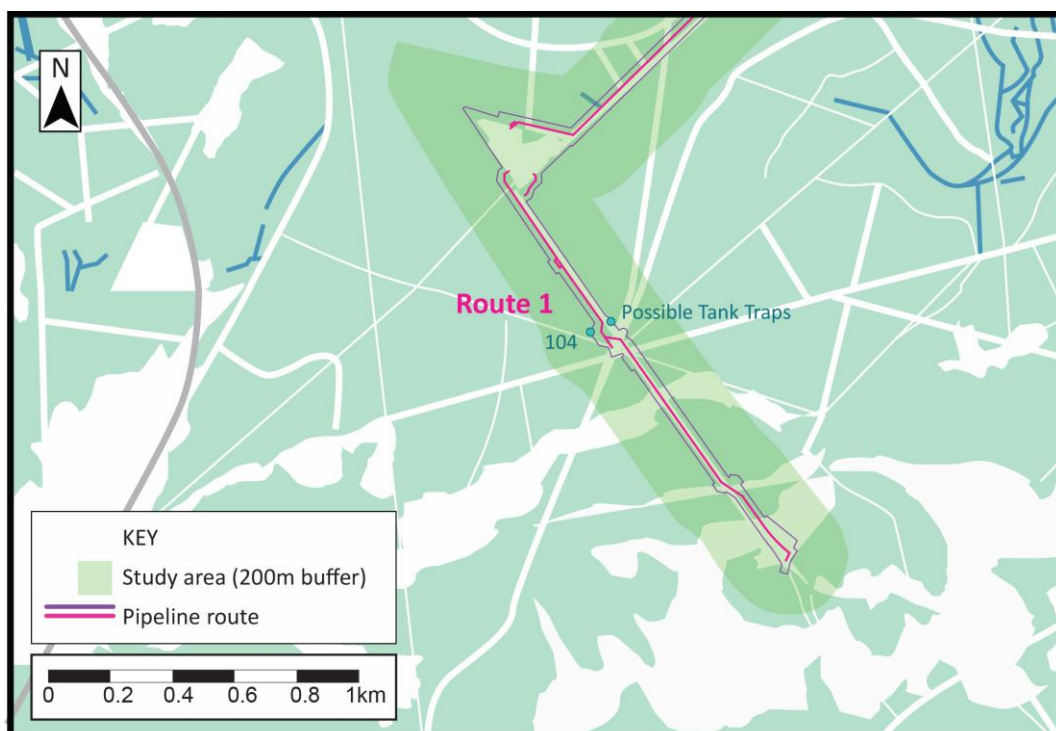 N
Route 1
Possible Tank Traps
104
KEY
Study area (200m buffer)
Pipeline route
0 0.2 0.4 0.6 0.8 1km